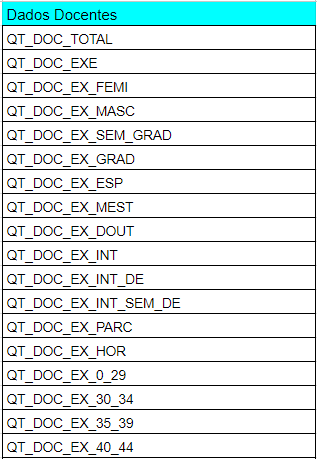 Dados Docentes
QT_DOC_TOTAL
QT_DOC_EXE
QT_DOC_EX_FEMI
QT_DOC_EX_MASC
QT_DOC_EX_SEM_GRAD
QT_DOC_EX_GRAD
QT_DOC_EX_ESP
QT_DOC_EX_MEST
QT_DOC_EX_DOUT
QT_DOC_EX_INT
QT_DOC_EX_INT_DE
QT_DOC_EX_INT_SEM_DE
QT_DOC_EX_PARC
QT_DOC_EX_HOR
QT_DOC_EX_0_29
QT_DOC_EX_30_34
QT_DOC_EX_35_39
QT_DOC_EX_40_44